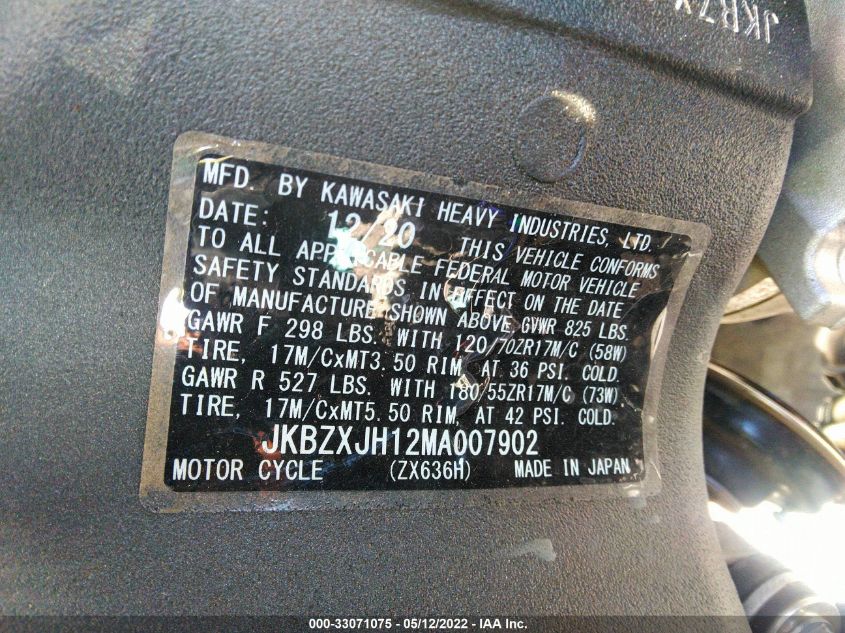 JKBZX
MFD. BY KAWASAKI HEAVY INDUSTRIES, LTD.
DATE: 12/20 THIS VEHICLE CONFORMS
TO ALL APPLICABLE FEDERAL MOTOR VEHICLE
SAFETY STANDARDS IN EFFECT ON THE DATE
OF MANUFACTURE SHOWN ABOVE GVWR 825 LBS.
GAWR F 298 LBS. WITH 120/70ZR17M/C (58W)
TIRE, 17M/CxMT3.50 RIM, AT 36 PSI. COLD.
GAWR R 527 LBS. WITH 180/55ZR17M/C (73W)
TIRE, 17M/CxMT5.50 RIM, AT 42 PSI. COLD.
JKBZXJH12MA007902
MOTOR CYCLE (ZX636H) MADE IN JAPAN
000-33071075 - 05/12/2022 - IAA Inc.